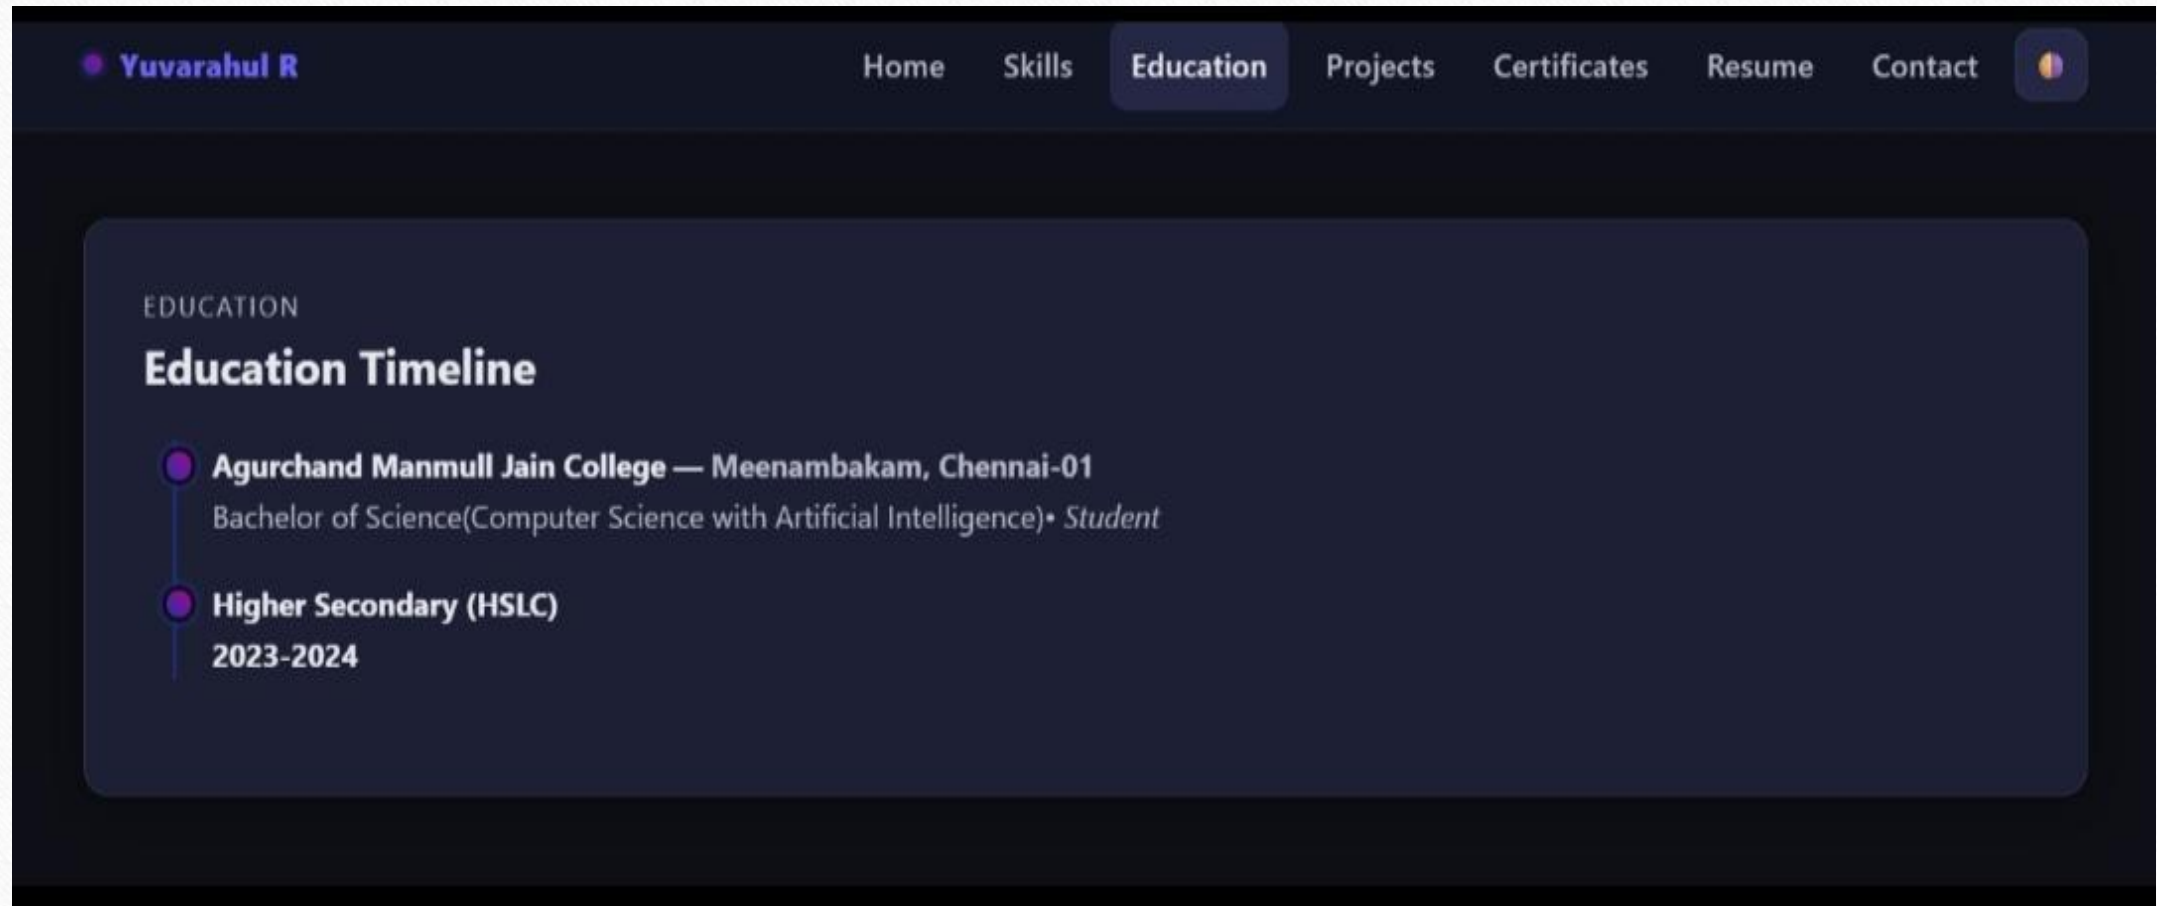 Yuvarahul R Home Skills Education Projects Certificates Resume Contact
EDUCATION
Education Timeline
Agurchand Manmull Jain College — Meenambakam, Chennai-01
Bachelor of Science(Computer Science with Artificial Intelligence)• Student
Higher Secondary (HSLC)
2023-2024